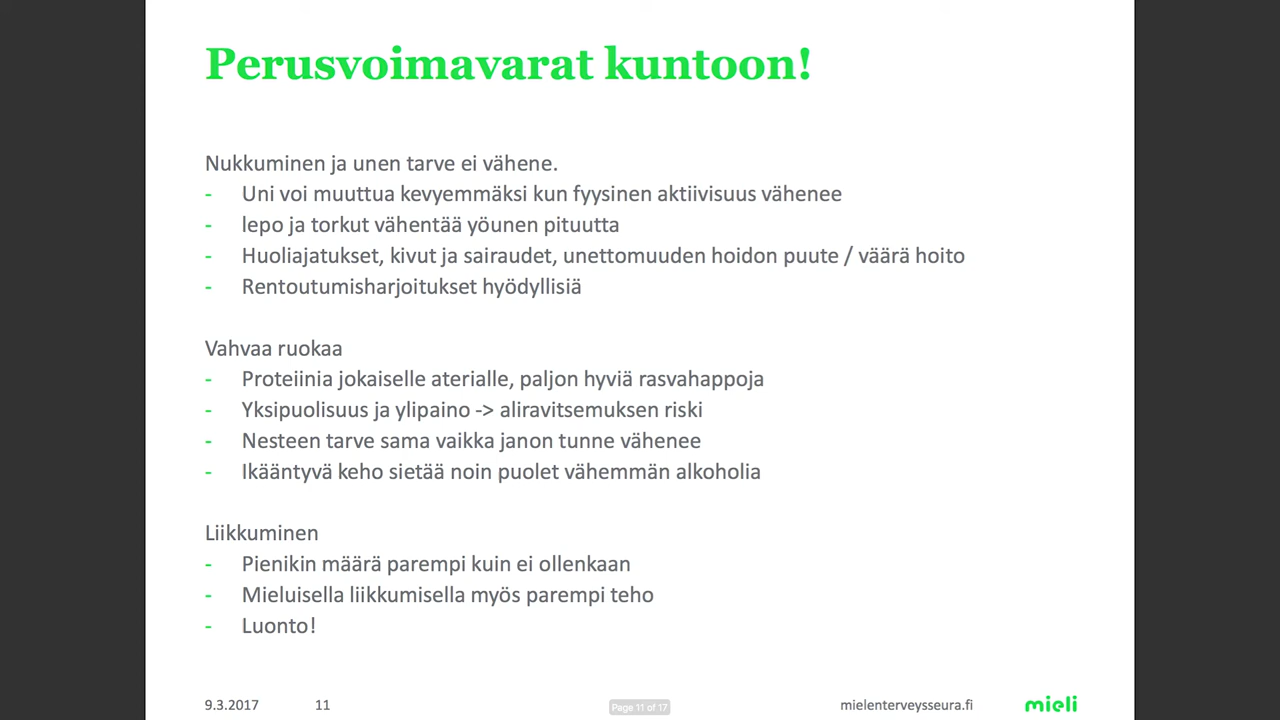 Perusvoimavarat kuntoon!
Nukkuminen ja unen tarve ei vähene.
- Uni voi muuttua kevyemmäksi kun fyysinen aktiivisuus vähenee
- lepo ja torkut vähentää yöunen pituutta
- Huoliajatukset, kivut ja sairaudet, unettomuuden hoidon puute / väärä hoito
- Rentoutumisharjoitukset hyödyllisiä
Vahvaa ruokaa
- Proteiinia jokaiselle aterialle, paljon hyviä rasvahappoja
- Yksipuolisuus ja ylipaino -> aliravitsemuksen riski
- Nesteen tarve sama vaikka janon tunne vähenee
- Ikääntyvä keho sietää noin puolet vähemmän alkoholia
Liikkuminen
- Pienikin määrä parempi kuin ei ollenkaan
- Mieluisella liikkumisella myös parempi teho
- Luonto!
9.3.2017 11 Page 11 of 17 mielenterveysseura.fi mieli